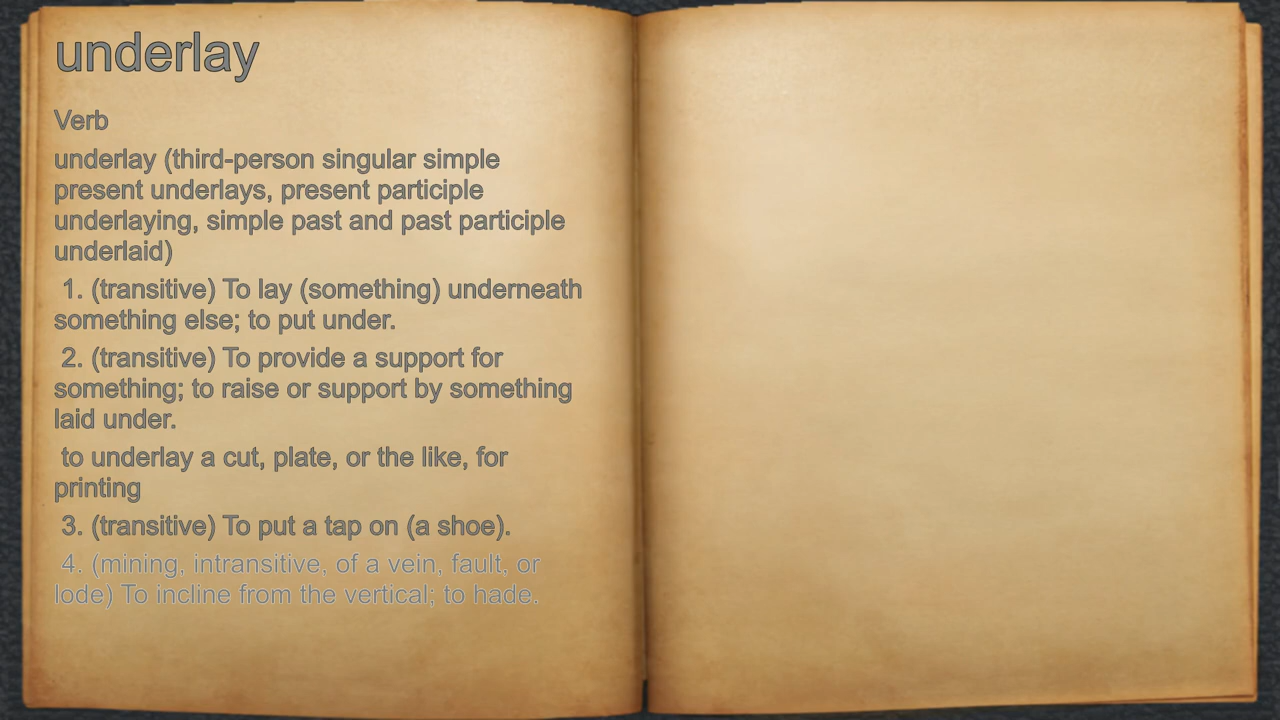 underlay
Verb
underlay (third-person singular simple
present underlays, present participle
underlaying, simple past and past participle
underlaid)
1. (transitive) To lay (something) underneath
something else; to put under.
2. (transitive) To provide a support for
something; to raise or support by something
laid under.
to underlay a cut, plate, or the like, for
printing
3. (transitive) To put a tap on (a shoe).
4. (mining, intransitive, of a vein, fault, or
lode) To incline from the vertical; to hade.